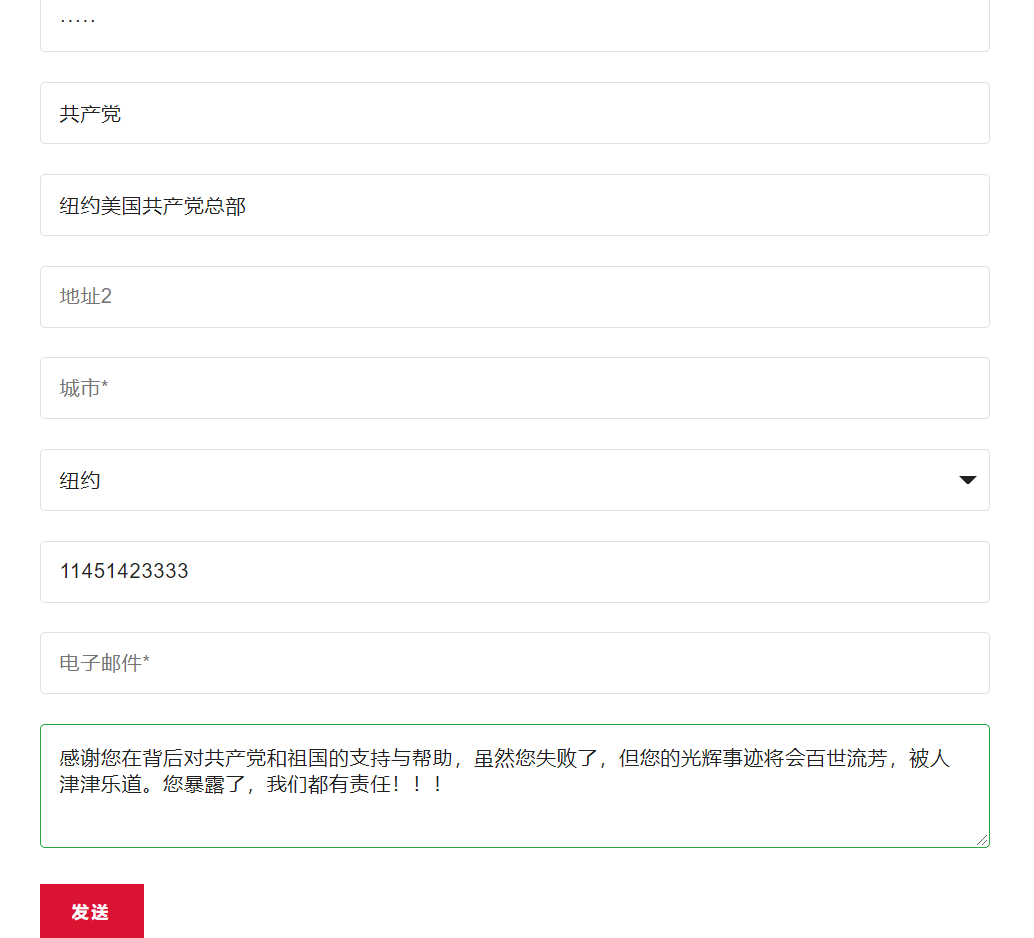 .....
共产党
纽约美国共产党总部
地址2
城市*
纽约
11451423333
电子邮件*
感谢您在背后对共产党和祖国的支持与帮助，虽然您失败了，但您的光辉事迹将会百世流芳，被人
津津乐道。您暴露了，我们都有责任！！！
发送